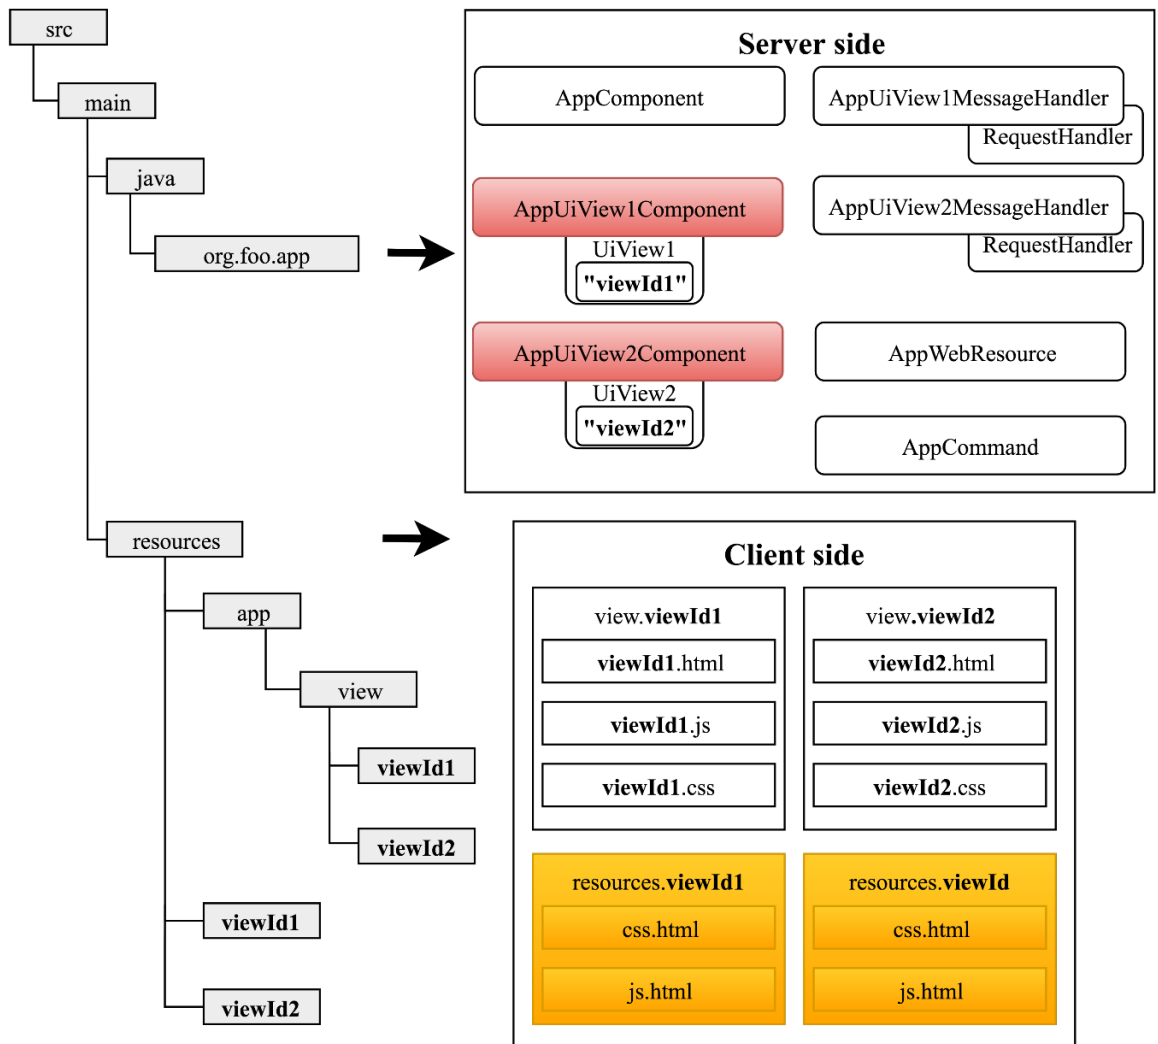 src
main
java
org.foo.app
resources
app
view
viewId1
viewId2
viewId1
viewId2
Server side
AppComponent
AppUiView1MessageHandler
RequestHandler
AppUiView1Component
UiView1
"viewId1"
AppUiView2MessageHandler
RequestHandler
AppUiView2Component
UiView2
"viewId2"
AppWebResource
AppCommand
Client side
view.viewId1
viewId1.html
viewId1.js
viewId1.css
view.viewId2
viewId2.html
viewId2.js
viewId2.css
resources.viewId1
css.html
js.html
resources.viewId
css.html
js.html